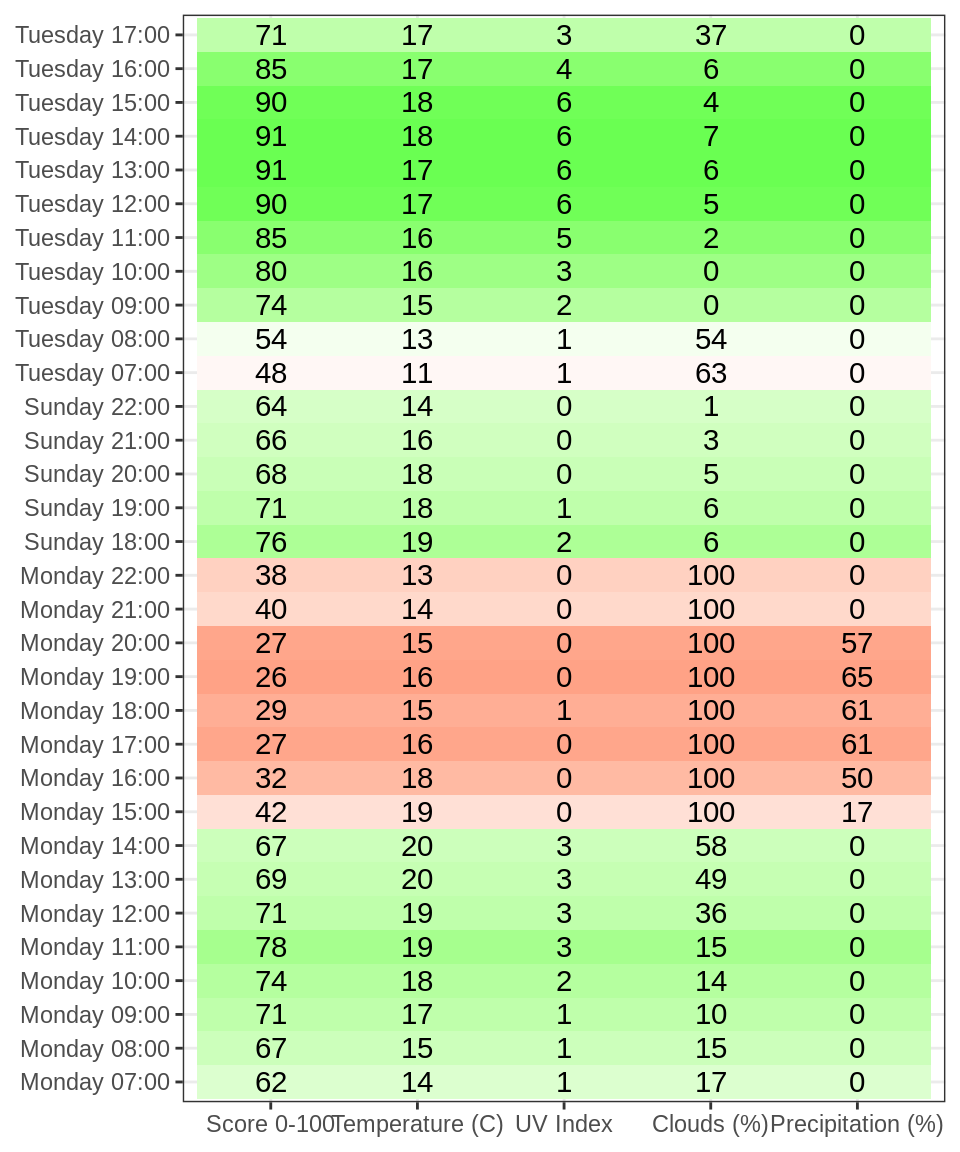 Tuesday 17:00 71 17 3 37 0
Tuesday 16:00 85 17 4 6 0
Tuesday 15:00 90 18 6 4 0
Tuesday 14:00 91 18 6 7 0
Tuesday 13:00 91 17 6 6 0
Tuesday 12:00 90 17 6 5 0
Tuesday 11:00 85 16 5 2 0
Tuesday 10:00 80 16 3 0 0
Tuesday 09:00 74 15 2 0 0
Tuesday 08:00 54 13 1 54 0
Tuesday 07:00 48 11 1 63 0
Sunday 22:00 64 14 0 1 0
Sunday 21:00 66 16 0 3 0
Sunday 20:00 68 18 0 5 0
Sunday 19:00 71 18 1 6 0
Sunday 18:00 76 19 2 6 0
Monday 22:00 38 13 0 100 0
Monday 21:00 40 14 0 100 0
Monday 20:00 27 15 0 100 57
Monday 19:00 26 16 0 100 65
Monday 18:00 29 15 1 100 61
Monday 17:00 27 16 0 100 61
Monday 16:00 32 18 0 100 50
Monday 15:00 42 19 0 100 17
Monday 14:00 67 20 3 58 0
Monday 13:00 69 20 3 49 0
Monday 12:00 71 19 3 36 0
Monday 11:00 78 19 3 15 0
Monday 10:00 74 18 2 14 0
Monday 09:00 71 17 1 10 0
Monday 08:00 67 15 1 15 0
Monday 07:00 62 14 1 17 0
Score 0-100 Temperature (C) UV Index Clouds (%) Precipitation (%)